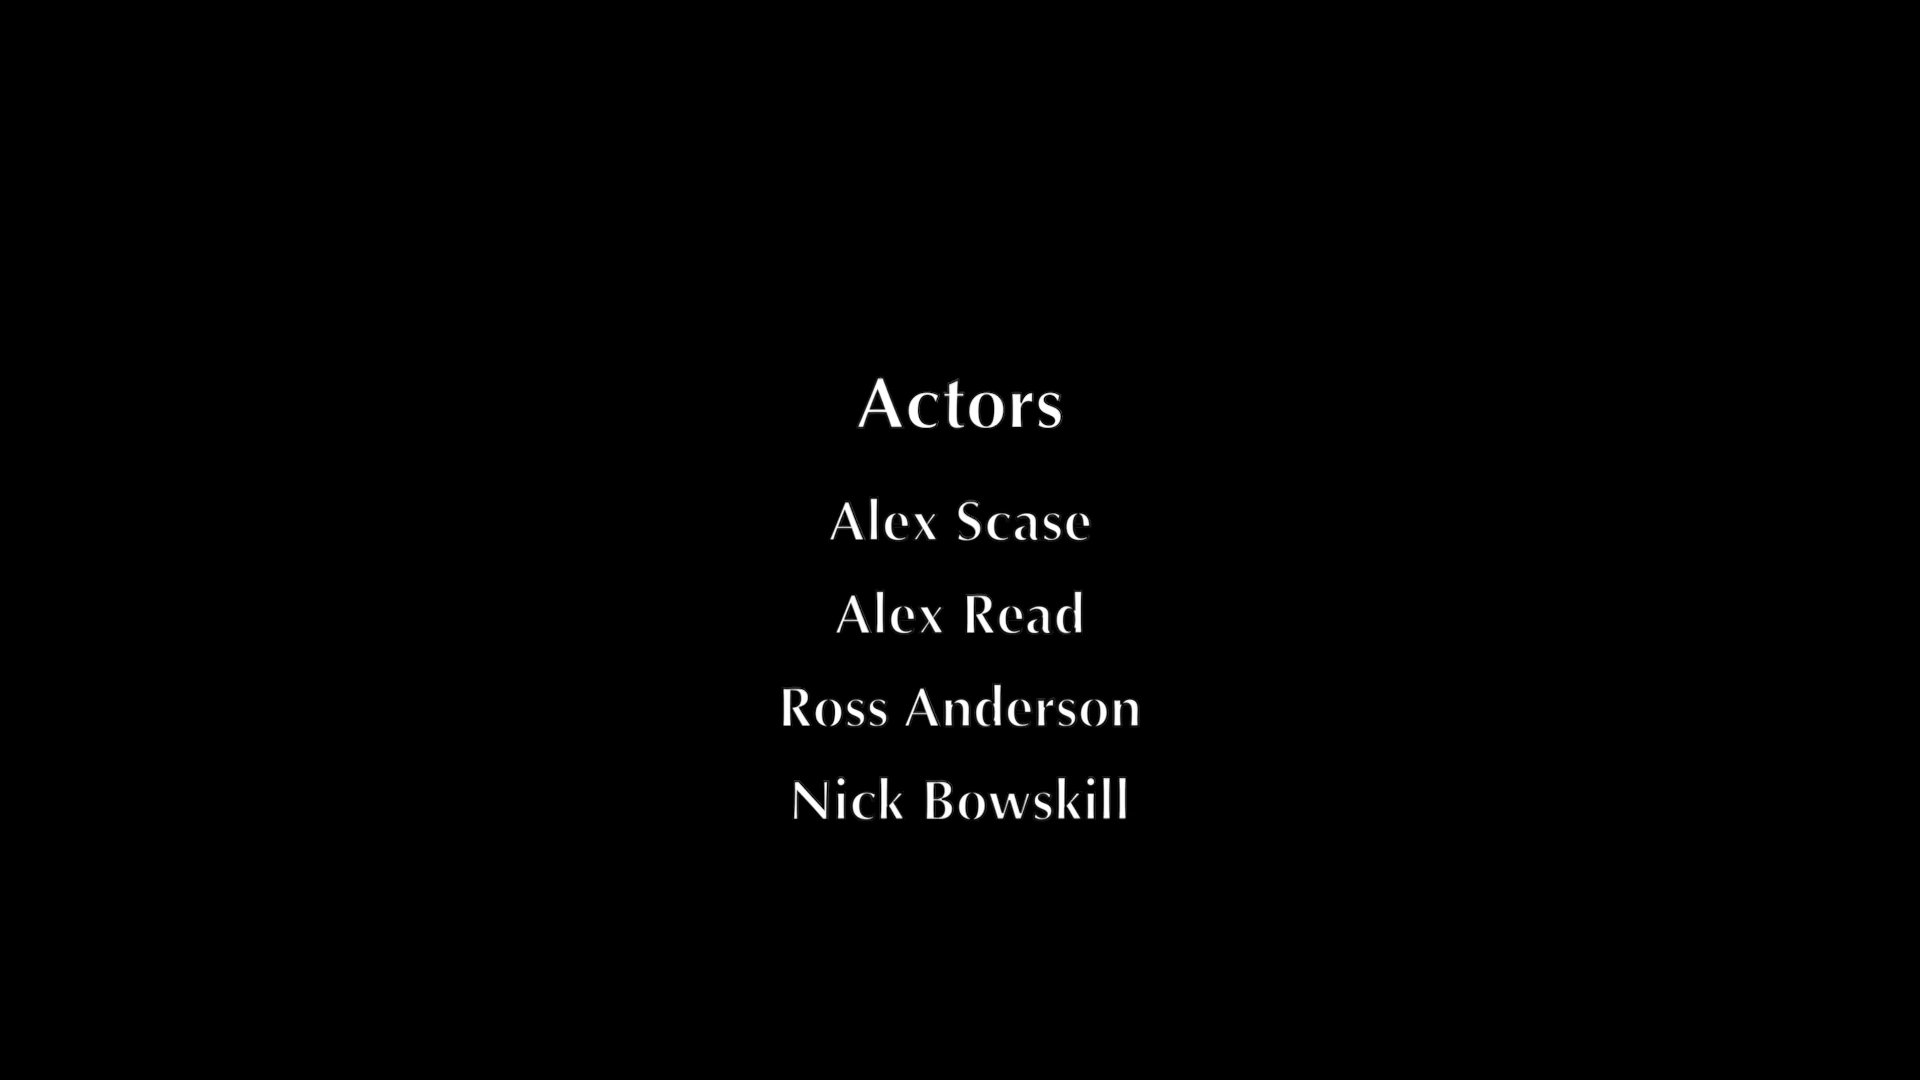 Actors
Alex Scase
Alex Read
Ross Anderson
Nick Bowskill